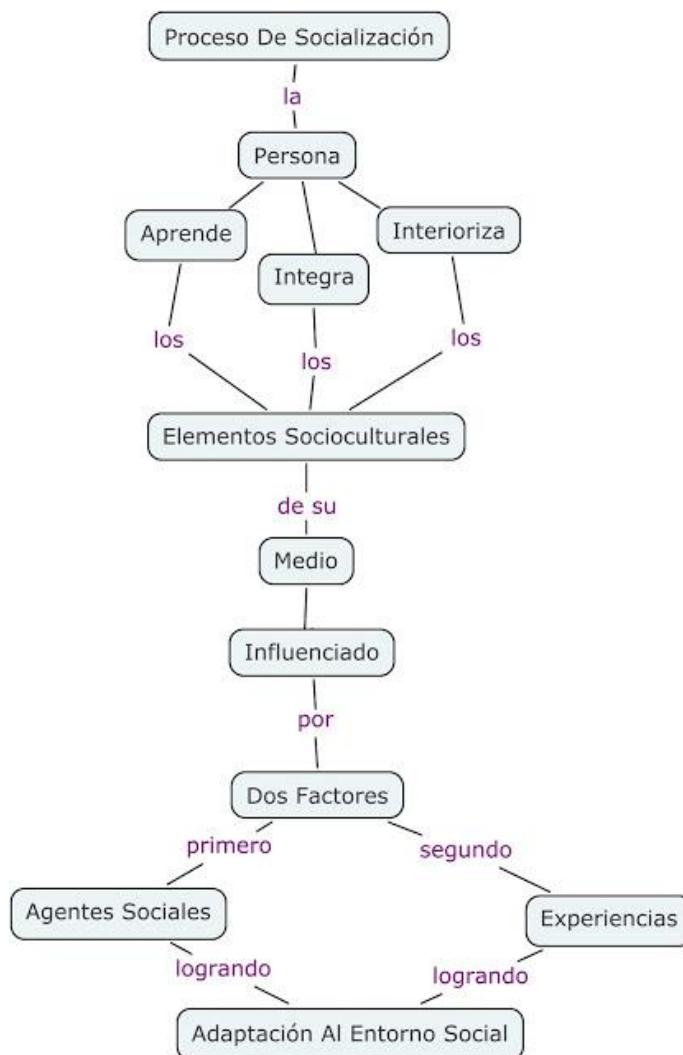 Proceso De Socialización
la
Persona
Aprende
Integra
Interioriza
los
los
los
Elementos Socioculturales
de su
Medio
Influenciado
por
Dos Factores
primero
segundo
Agentes Sociales
Experiencias
logrando
logrando
Adaptación Al Entorno Social